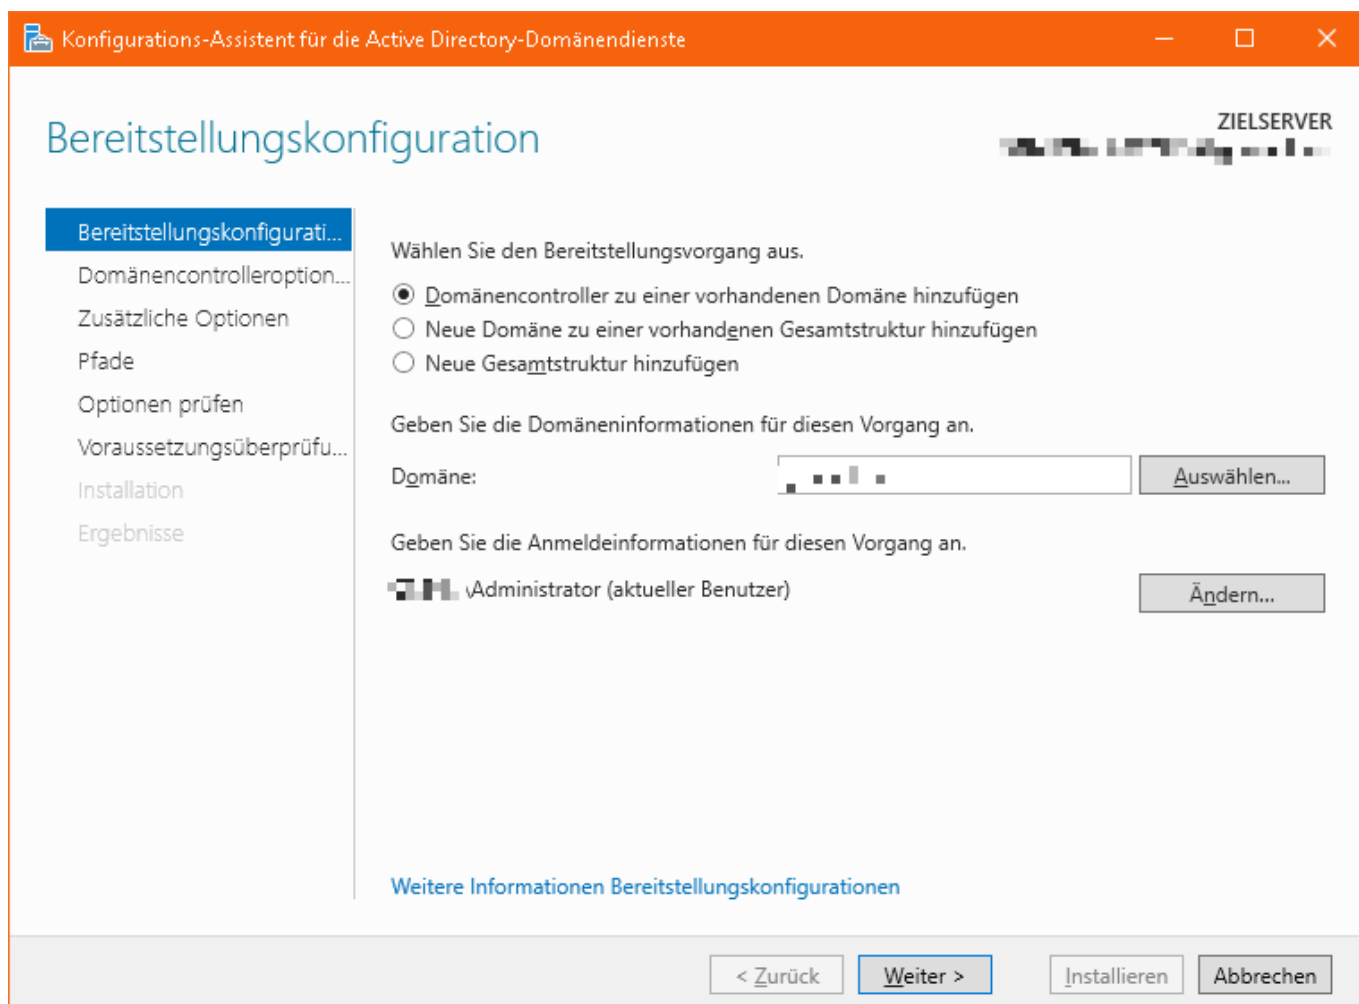 Konfigurations-Assistent für die Active Directory-Domänendienste
Bereitstellungskonfiguration
ZIELSERVER
Bereitstellungskonfigurati...
Domänencontrolleroption...
Zusätzliche Optionen
Pfade
Optionen prüfen
Voraussetzungsüberprüfu...
Installation
Ergebnisse
Wählen Sie den Bereitstellungsvorgang aus.
Domänencontroller zu einer vorhandenen Domäne hinzufügen
Neue Domäne zu einer vorhandenen Gesamtstruktur hinzufügen
Neue Gesamtstruktur hinzufügen
Geben Sie die Domäneninformationen für diesen Vorgang an.
Domäne:
Auswählen...
Geben Sie die Anmeldeinformationen für diesen Vorgang an.
\Administrator (aktueller Benutzer)
Ändern...
Weitere Informationen Bereitstellungskonfigurationen
< Zurück
Weiter >
Installieren
Abbrechen